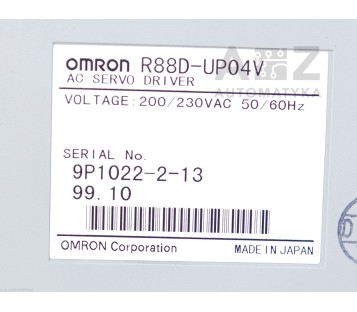 OMRON R88D-UP04V
AC SERVO DRIVER
VOLTAGE:200/230VAC 50/60Hz
SERIAL No.
9P1022-2-13
99.10
OMRON Corporation MADE IN JAPAN
AUTOMATYKA